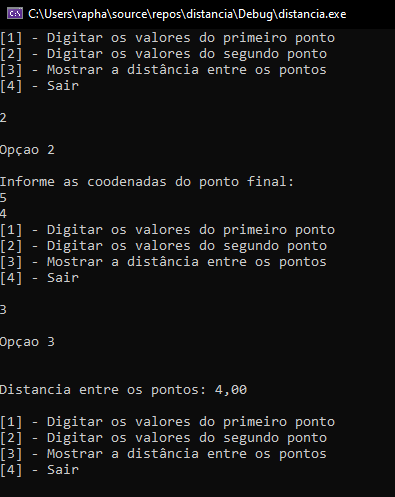 C:\Users\rapha\source\repos\distancia\Debug\distancia.exe
[1] - Digitar os valores do primeiro ponto
[2] - Digitar os valores do segundo ponto
[3] - Mostrar a distância entre os pontos
[4] - Sair
2
Opçao 2
Informe as coodenadas do ponto final:
5
4
[1] - Digitar os valores do primeiro ponto
[2] - Digitar os valores do segundo ponto
[3] - Mostrar a distância entre os pontos
[4] - Sair
3
Opçao 3
Distancia entre os pontos: 4,00
[1] - Digitar os valores do primeiro ponto
[2] - Digitar os valores do segundo ponto
[3] - Mostrar a distância entre os pontos
[4] - Sair